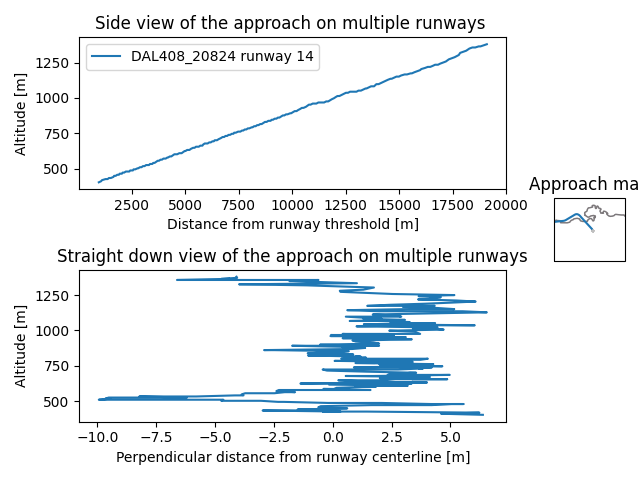 Side view of the approach on multiple runways
DAL408_20824 runway 14
Altitude [m]
1250
1000
750
500
2500
5000
7500
10000
12500
15000
17500
20000
Distance from runway threshold [m]
Approach ma
Straight down view of the approach on multiple runways
Altitude [m]
1250
1000
750
500
−10.0
−7.5
−5.0
−2.5
0.0
2.5
5.0
Perpendicular distance from runway centerline [m]